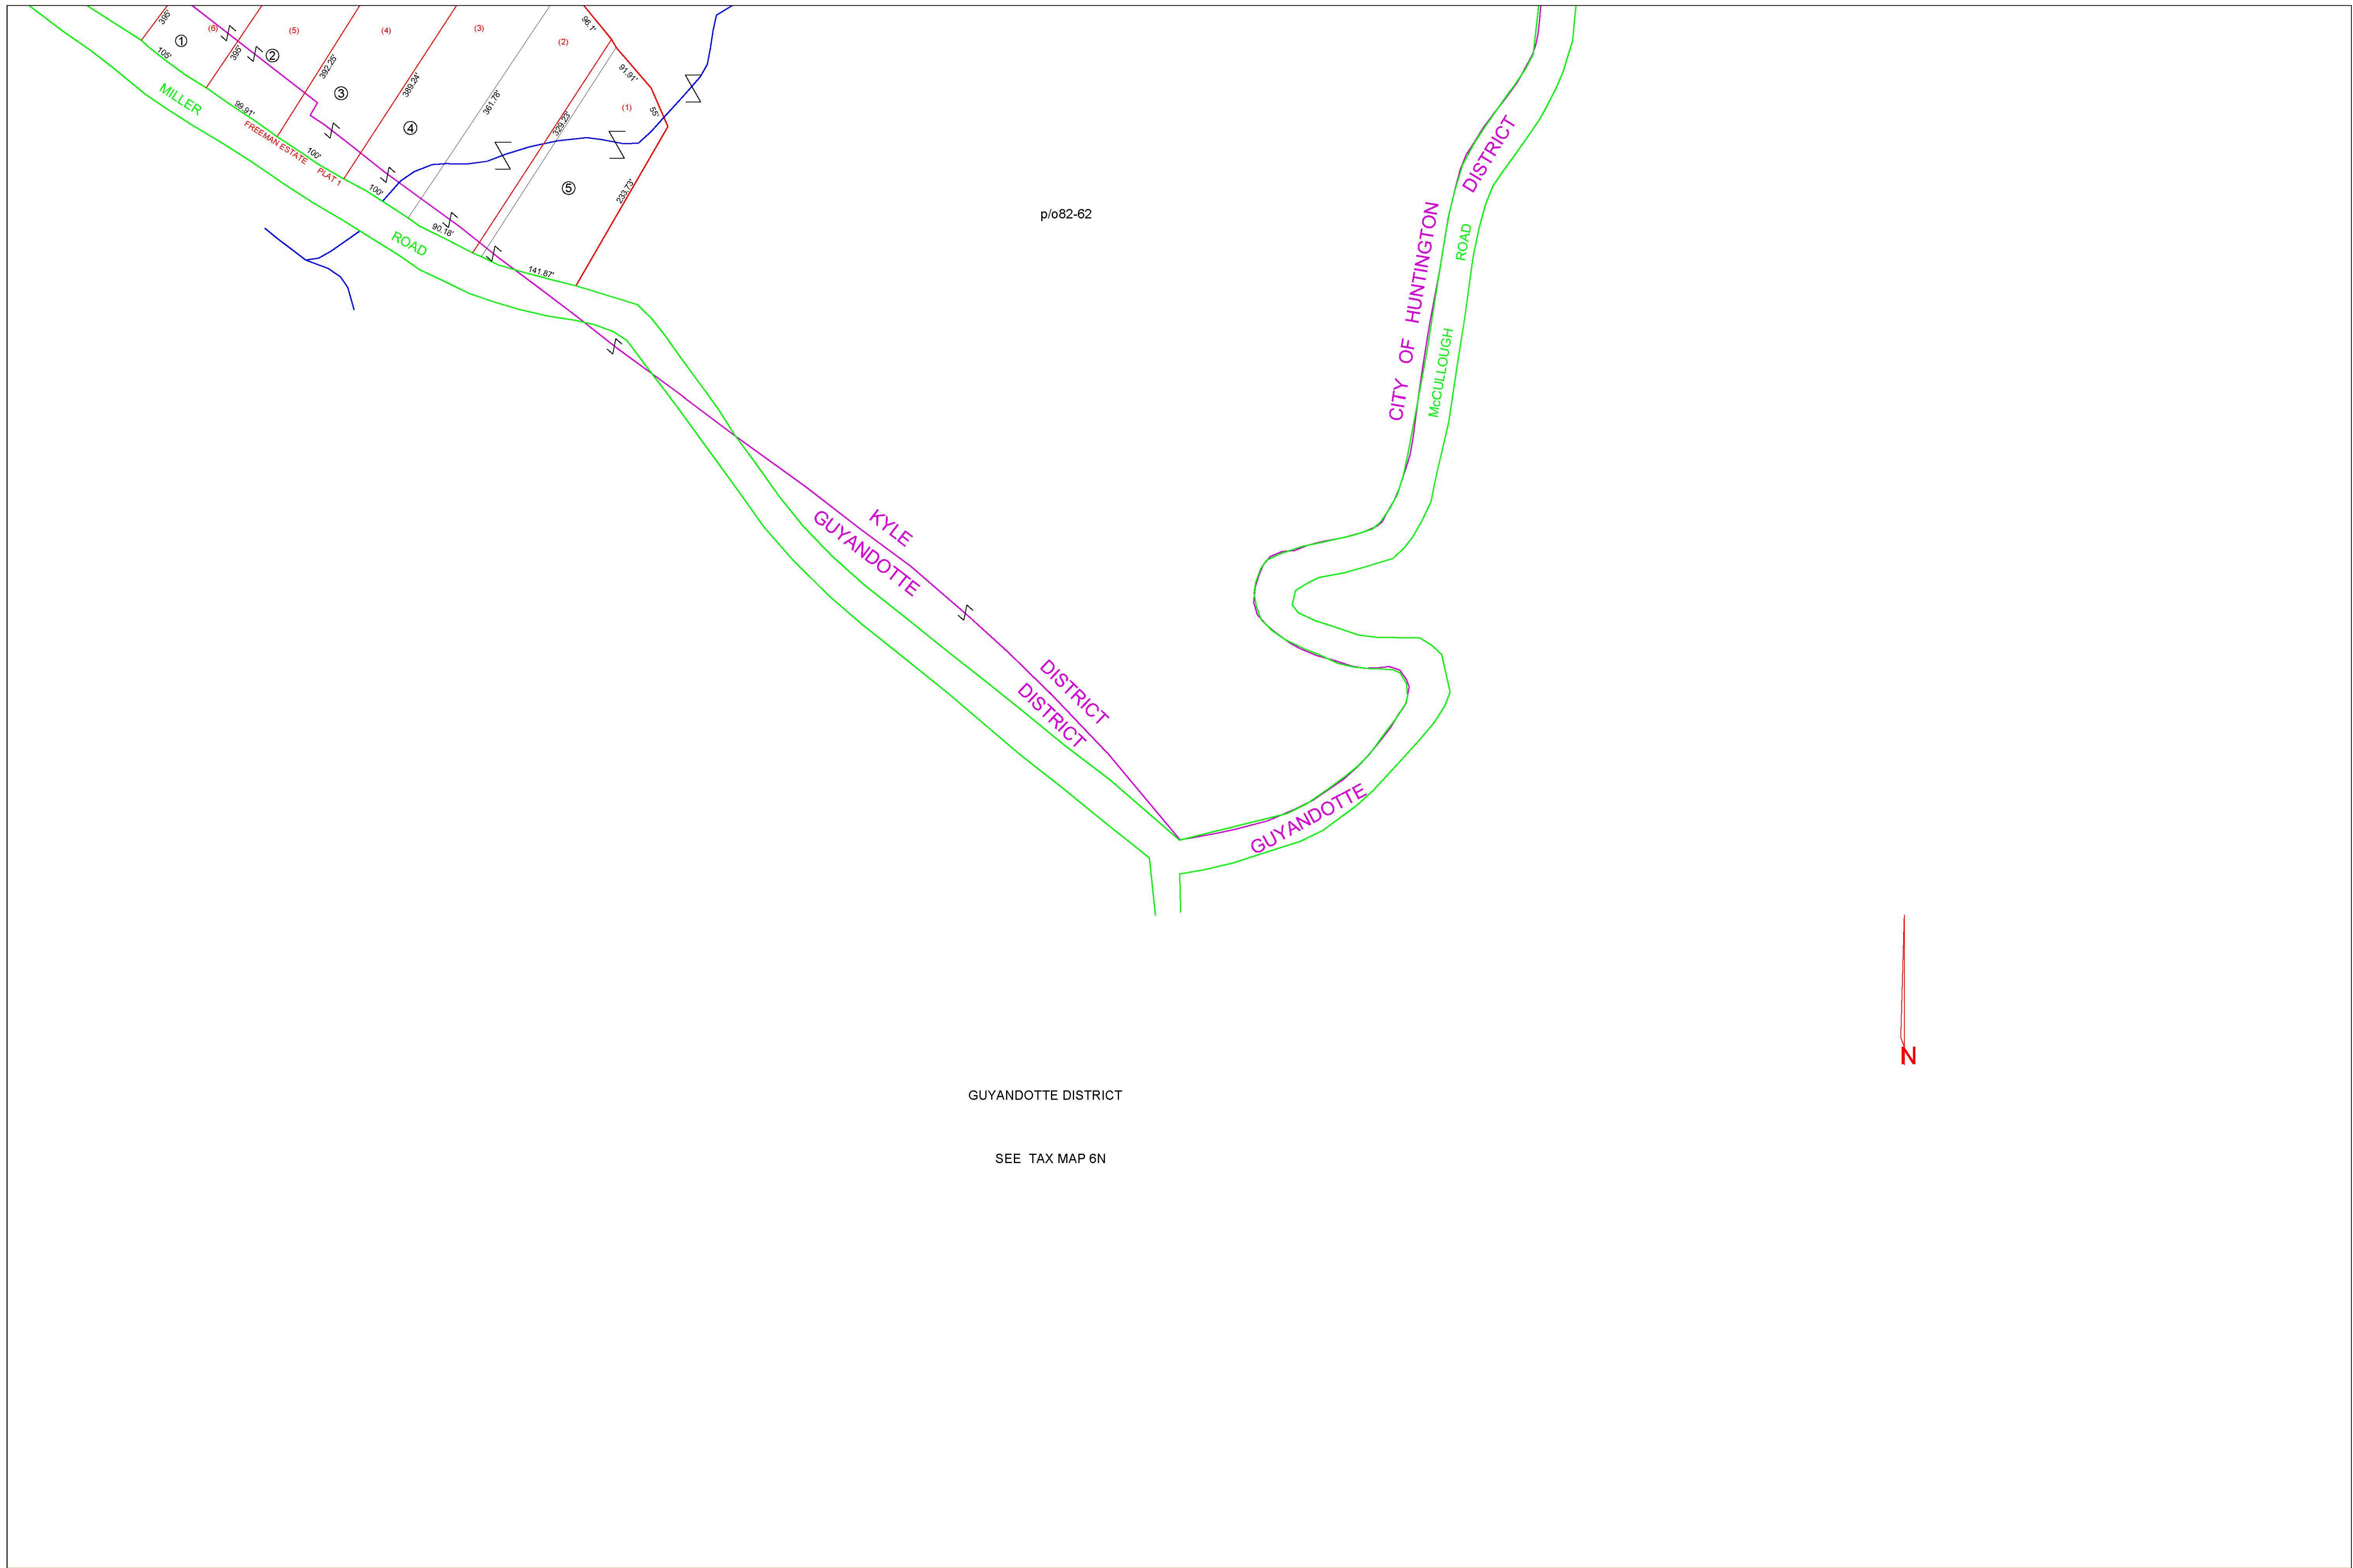 395'
①
(6)
105'
395'
②
(5)
99.91'
392.25'
③
(4)
100'
389.24'
④
(3)
100'
361.78'
(2)
96.1'
90.18'
329.23'
91.91'
(1)
55'
⑤
233.73'
141.87'
MILLER
ROAD
FREEMAN ESTATE
PLAT 1
p/o82-62
CITY OF HUNTINGTON DISTRICT
McCULLOUGH ROAD
KYLE DISTRICT
GUYANDOTTE DISTRICT
GUYANDOTTE
N
GUYANDOTTE DISTRICT
SEE TAX MAP 6N